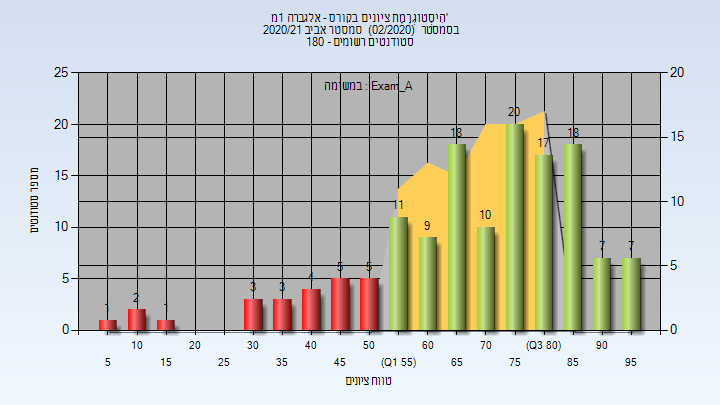 היסטוגרמת ציונים בקורס - אלגברה 1מ'
בסמסטר (02/2020) סמסטר אביב 2020/21
סטודנטים רשומים - 180
במשימה : Exam_A
מספר סטודנטים
25 20 15 10 5 0
20 15 10 5 0
1 2 1 3 3 4 5 5 11 9 18 10 20 17 18 7 7
10 20 30 40 50 60 70 (Q3 80) 90
5 15 25 35 45 (Q1 55) 65 75 85 95
טווח ציונים